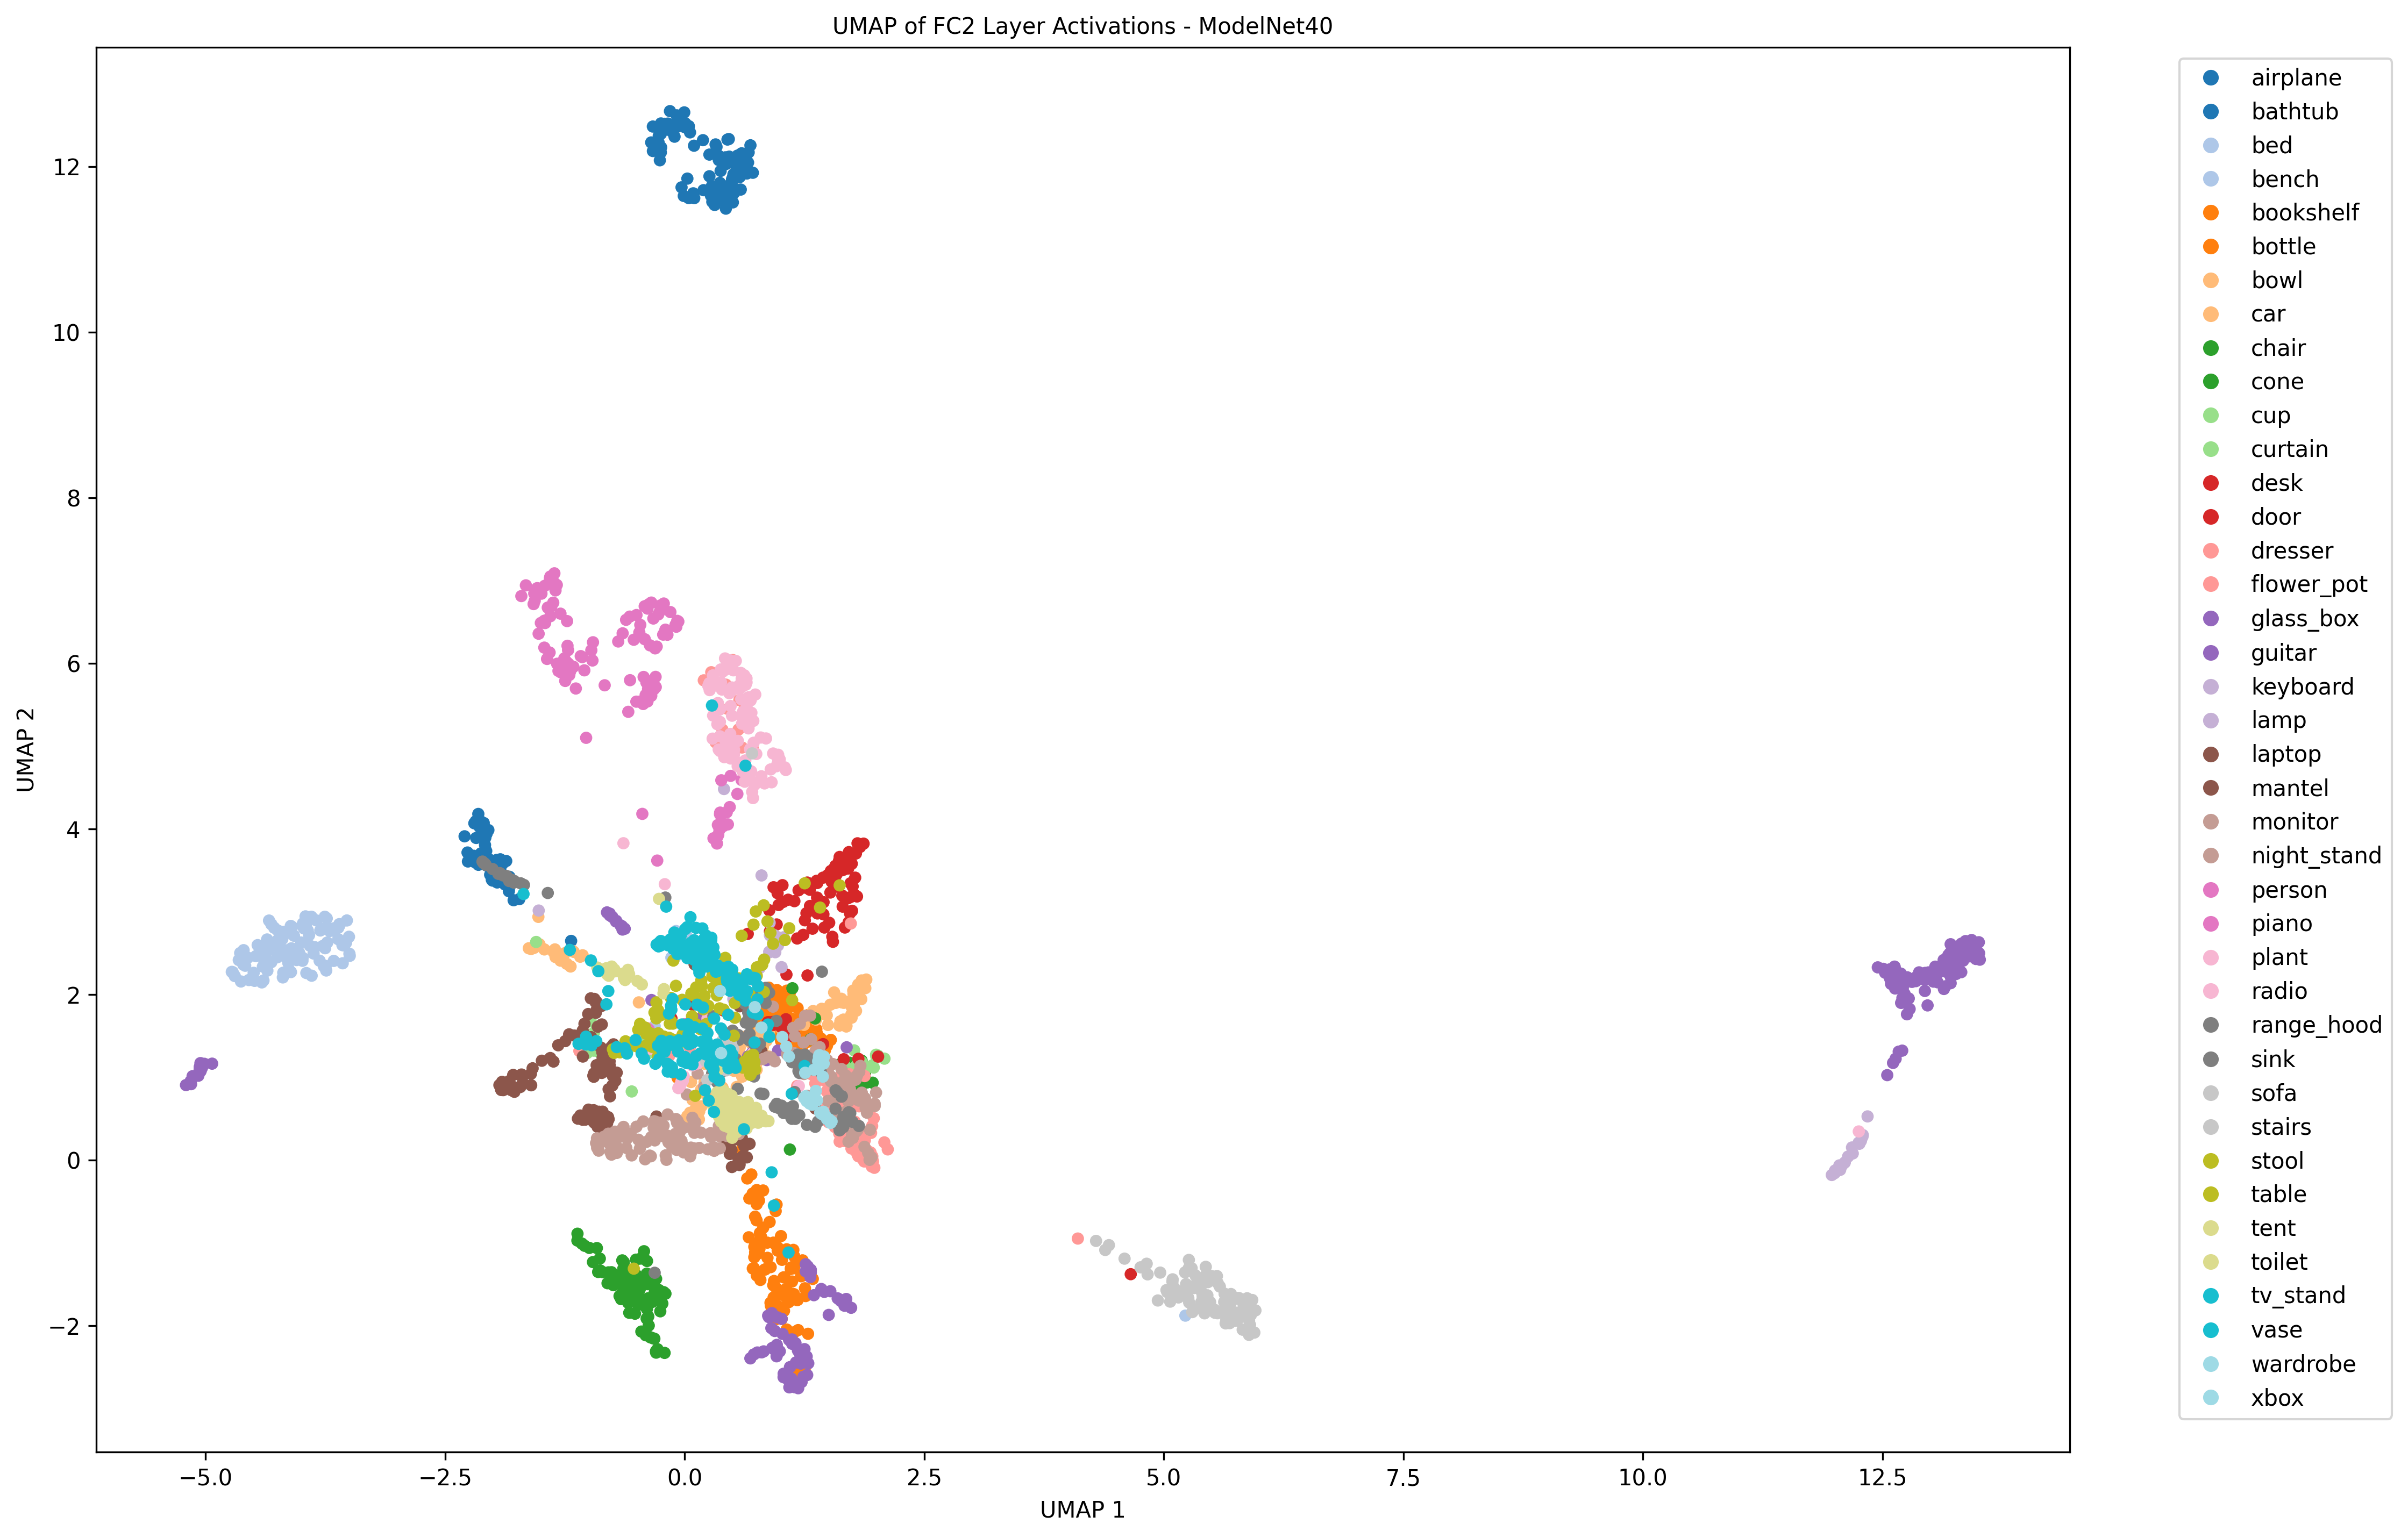 UMAP of FC2 Layer Activations - ModelNet40
UMAP 2
12
10
8
6
4
2
0
−2
−5.0
−2.5
0.0
2.5
5.0
7.5
10.0
12.5
UMAP 1
airplane
bathtub
bed
bench
bookshelf
bottle
bowl
car
chair
cone
cup
curtain
desk
door
dresser
flower_pot
glass_box
guitar
keyboard
lamp
laptop
mantel
monitor
night_stand
person
piano
plant
radio
range_hood
sink
sofa
stairs
stool
table
tent
toilet
tv_stand
vase
wardrobe
xbox